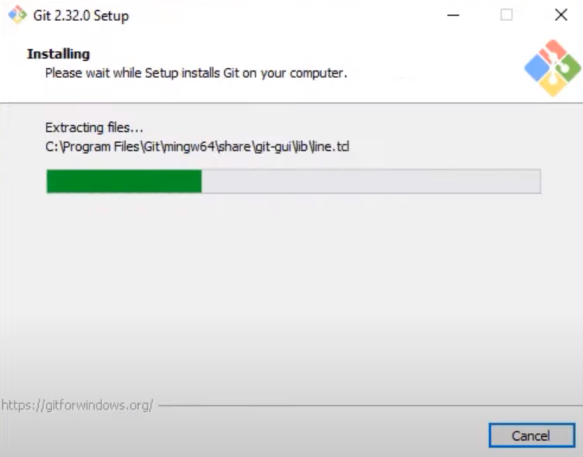 Git 2.32.0 Setup
Installing
Please wait while Setup installs Git on your computer.
Extracting files...
C:\Program Files\Git\mingw64\share\git-gui\lib\line.tcl
https://gitforwindows.org/
Cancel